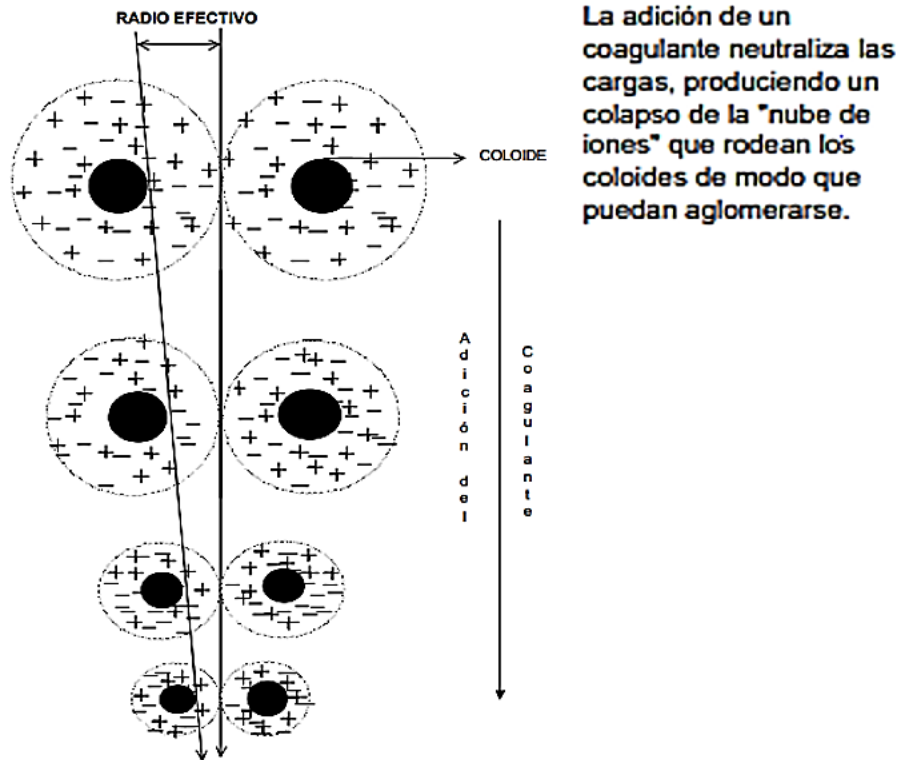 RADIO EFECTIVO
COLOIDE
Adición del
Coagulante
La adición de un
coagulante neutraliza las
cargas, produciendo un
colapso de la "nube de
iones" que rodean los
coloides de modo que
puedan aglomerarse.